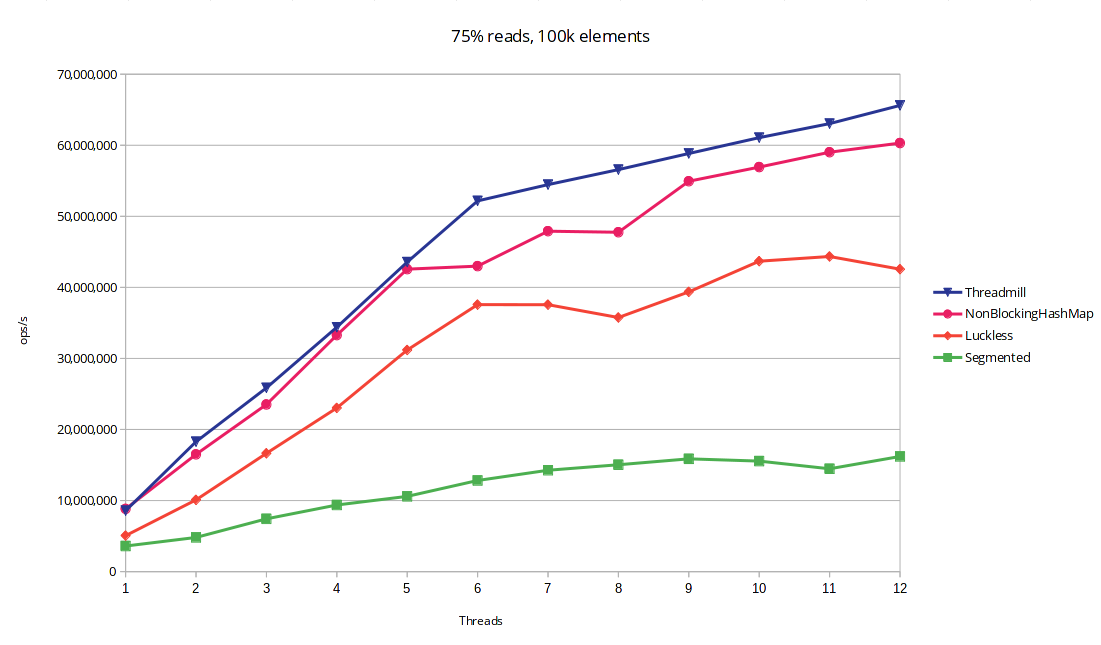 75% reads, 100k elements
70,000,000
60,000,000
50,000,000
40,000,000
30,000,000
20,000,000
10,000,000
0
ops/s
1 2 3 4 5 6 7 8 9 10 11 12
Threads
Threadmill
NonBlockingHashMap
Luckless
Segmented